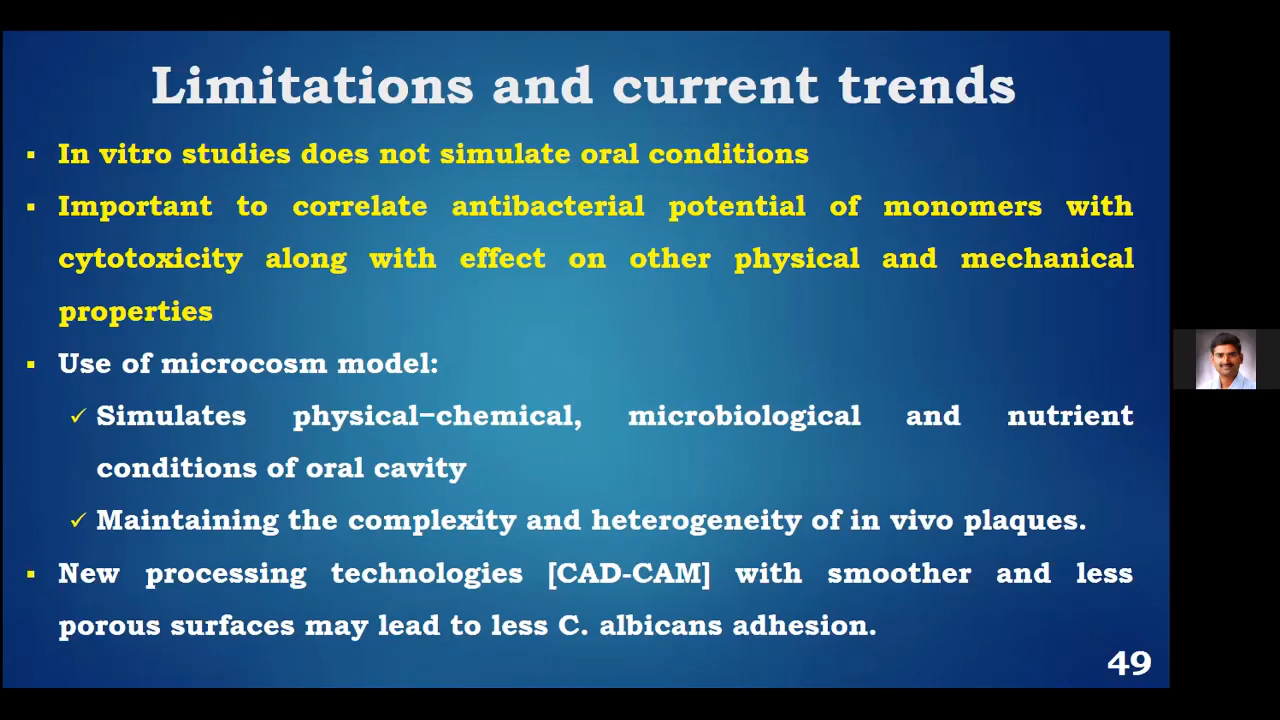 Limitations and current trends
▪ In vitro studies does not simulate oral conditions
▪ Important to correlate antibacterial potential of monomers with
cytotoxicity along with effect on other physical and mechanical
properties
▪ Use of microcosm model:
✓ Simulates physical−chemical, microbiological and nutrient
conditions of oral cavity
✓ Maintaining the complexity and heterogeneity of in vivo plaques.
▪ New processing technologies [CAD-CAM] with smoother and less
porous surfaces may lead to less C. albicans adhesion.
49